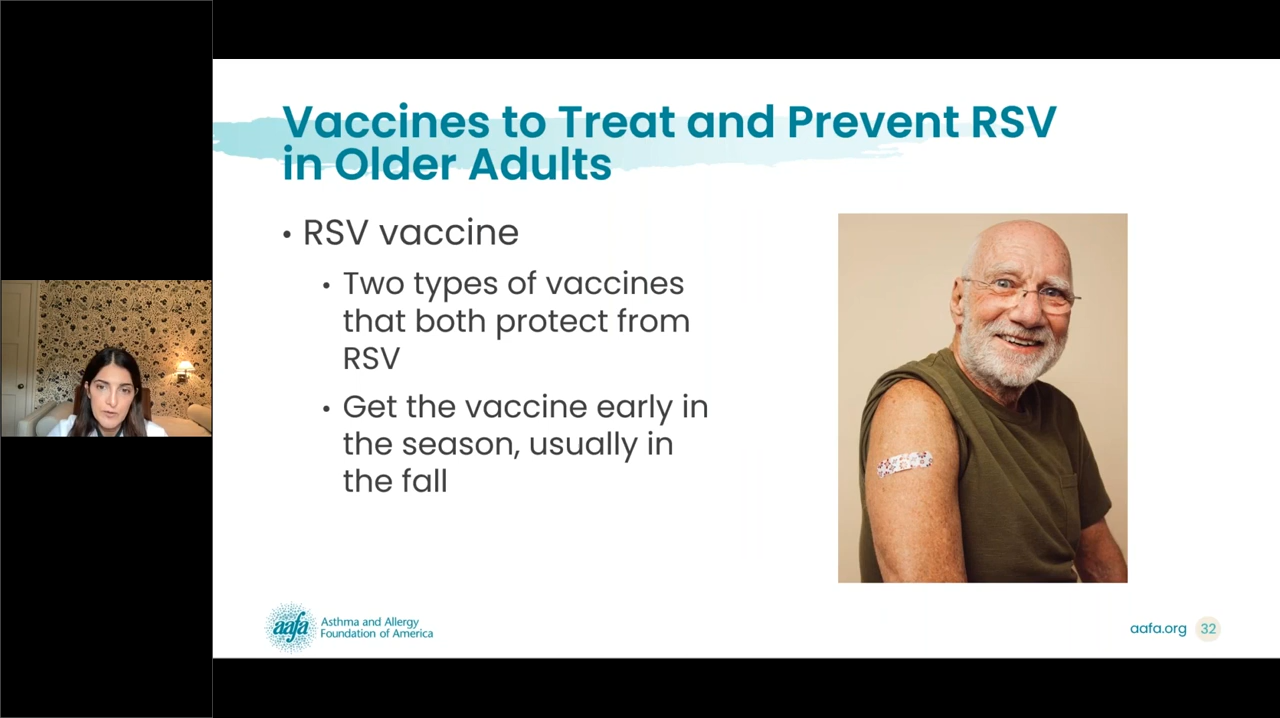 Vaccines to Treat and Prevent RSV
in Older Adults
• RSV vaccine
• Two types of vaccines
that both protect from
RSV
• Get the vaccine early in
the season, usually in
the fall
aafa
Asthma and Allergy
Foundation of America
aafa.org 32